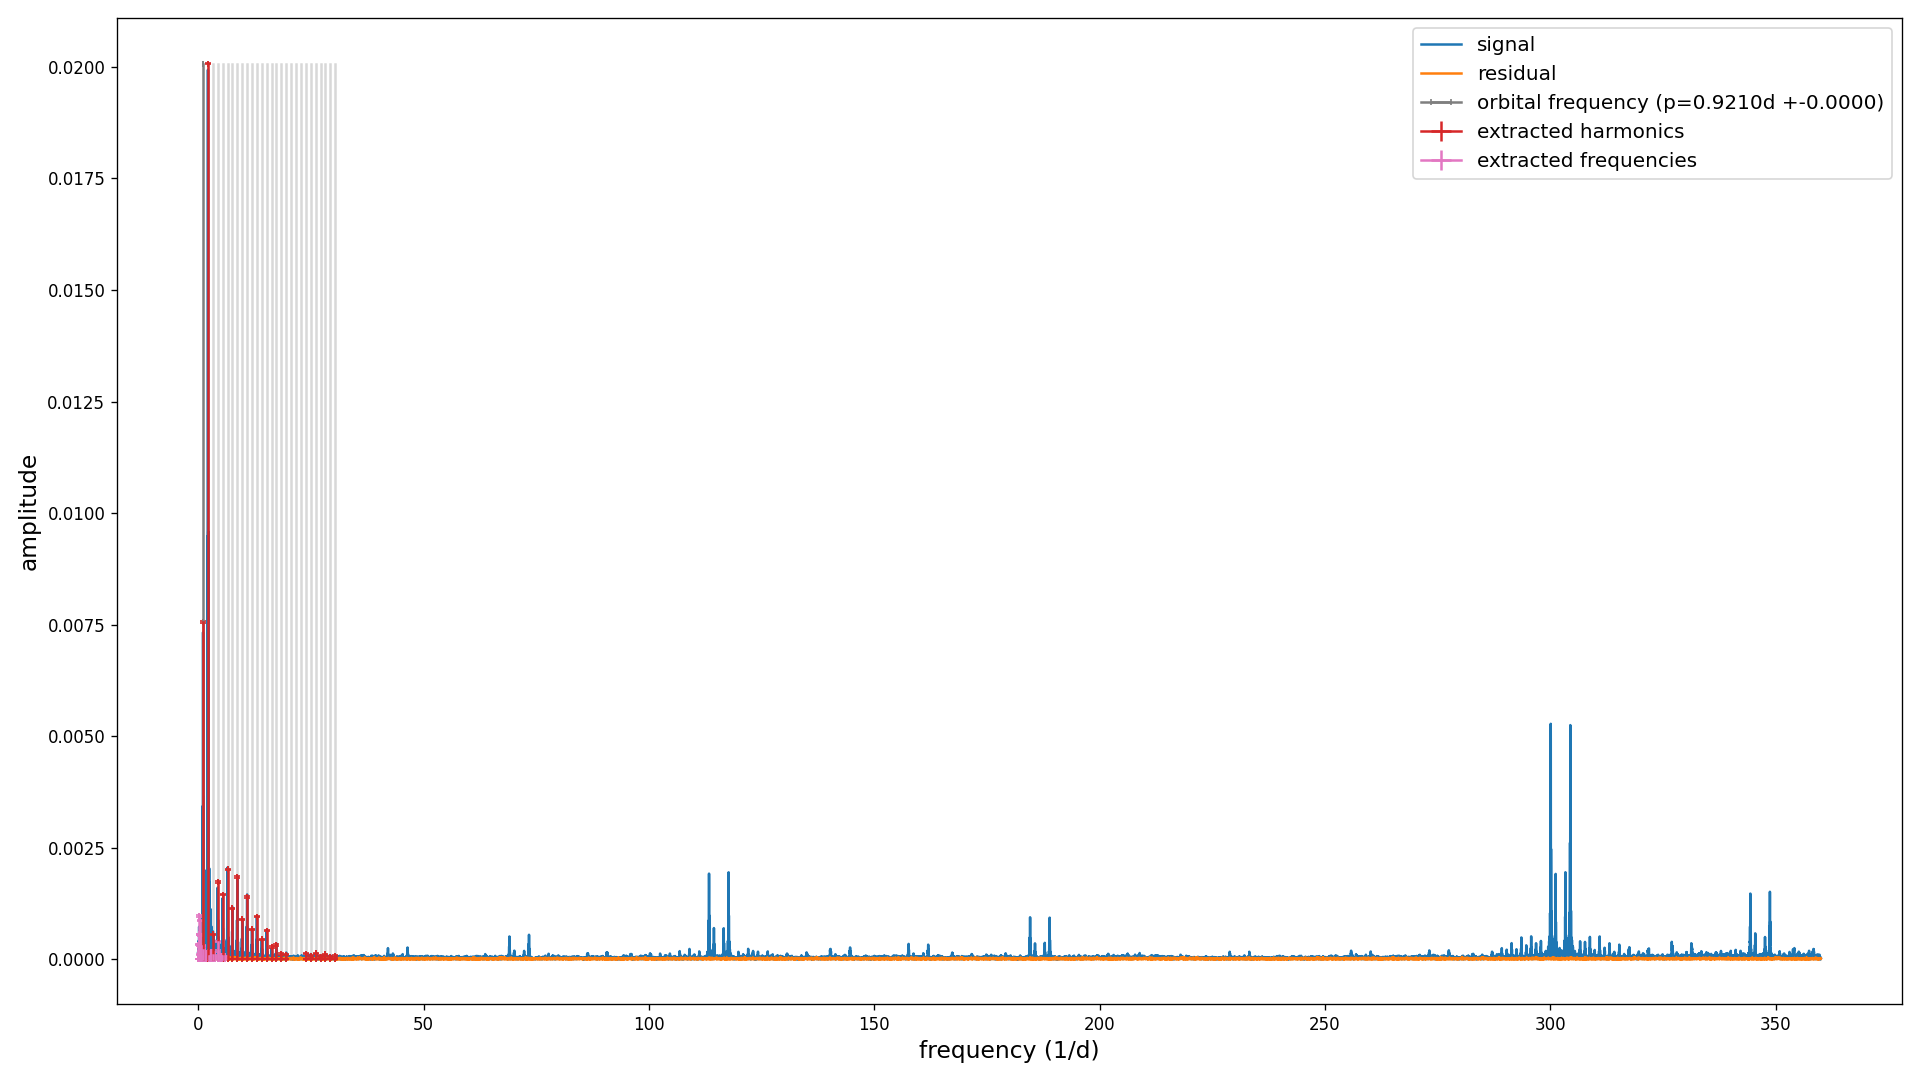 signal
residual
orbital frequency (p=0.9210d +-0.0000)
extracted harmonics
extracted frequencies
0.0200
0.0175
0.0150
0.0125
0.0100
0.0075
0.0050
0.0025
0.0000
amplitude
0 50 100 150 200 250 300 350
frequency (1/d)